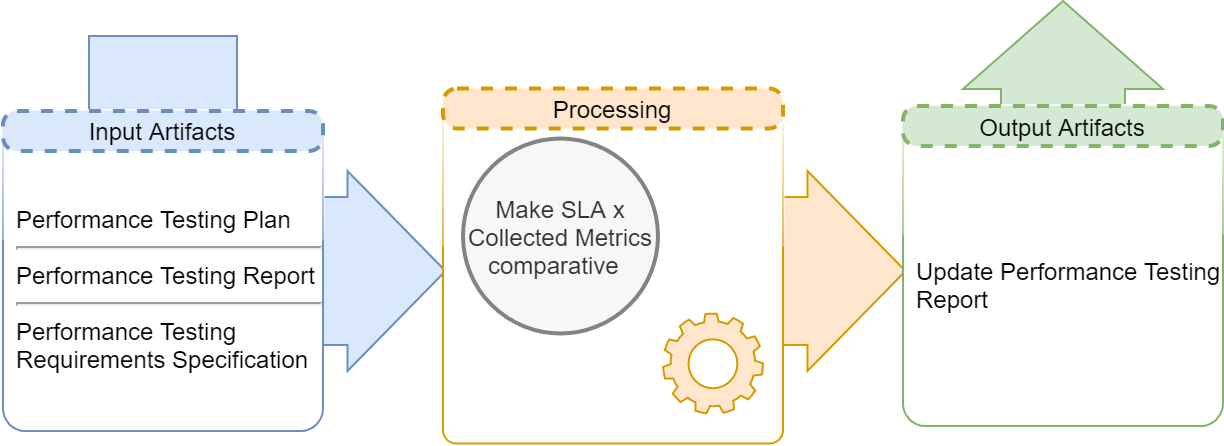 Input Artifacts
Performance Testing Plan
Performance Testing Report
Performance Testing
Requirements Specification
Processing
Make SLA x
Collected Metrics
comparative
Output Artifacts
Update Performance Testing
Report